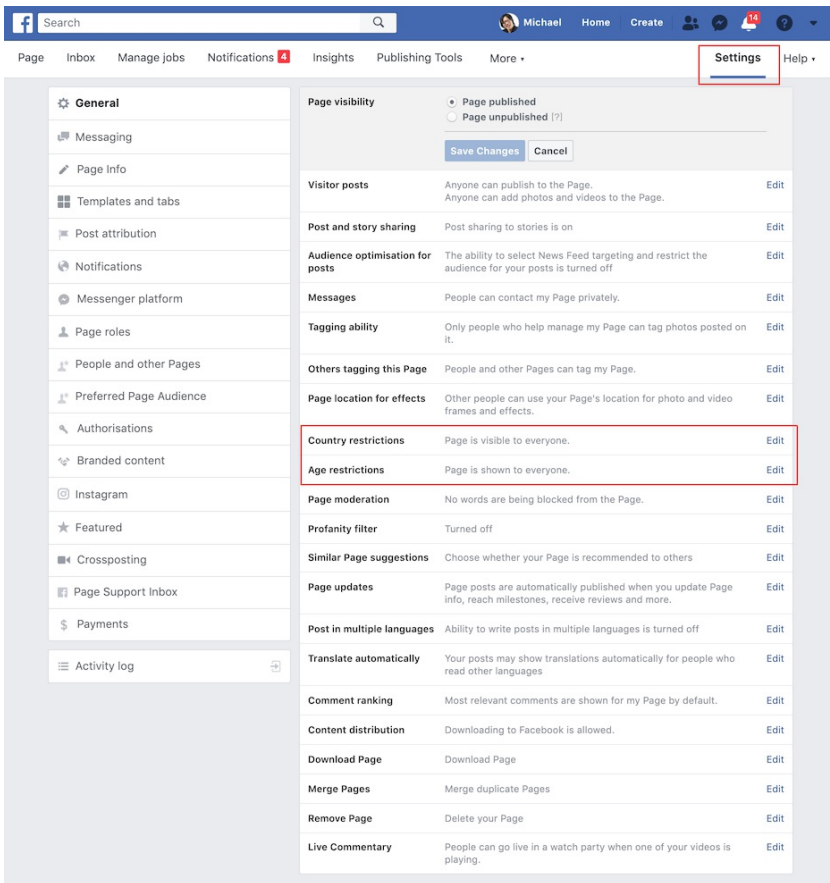 f Search Michael Home Create 14 ?
Page Inbox Manage jobs Notifications 4 Insights Publishing Tools More Settings Help
General
Messaging
Page Info
Templates and tabs
Post attribution
Notifications
Messenger platform
Page roles
People and other Pages
Preferred Page Audience
Authorisations
Branded content
Instagram
Featured
Crossposting
Page Support Inbox
$ Payments
Activity log
Page visibility Page published
Page unpublished [?]
Save Changes Cancel
Visitor posts Anyone can publish to the Page. Edit
Anyone can add photos and videos to the Page.
Post and story sharing Post sharing to stories is on Edit
Audience optimisation for The ability to select News Feed targeting and restrict the Edit
posts audience for your posts is turned off
Messages People can contact my Page privately. Edit
Tagging ability Only people who help manage my Page can tag photos posted on Edit
it.
Others tagging this Page People and other Pages can tag my Page. Edit
Page location for effects Other people can use your Page's location for photo and video Edit
frames and effects.
Country restrictions Page is visible to everyone. Edit
Age restrictions Page is shown to everyone. Edit
Page moderation No words are being blocked from the Page. Edit
Profanity filter Turned off Edit
Similar Page suggestions Choose whether your Page is recommended to others Edit
Page updates Page posts are automatically published when you update Page Edit
info, reach milestones, receive reviews and more.
Post in multiple languages Ability to write posts in multiple languages is turned off Edit
Translate automatically Your posts may show translations automatically for people who Edit
read other languages
Comment ranking Most relevant comments are shown for my Page by default. Edit
Content distribution Downloading to Facebook is allowed. Edit
Download Page Download Page Edit
Merge Pages Merge duplicate Pages Edit
Remove Page Delete your Page Edit
Live Commentary People can go live in a watch party when one of your videos is Edit
playing.